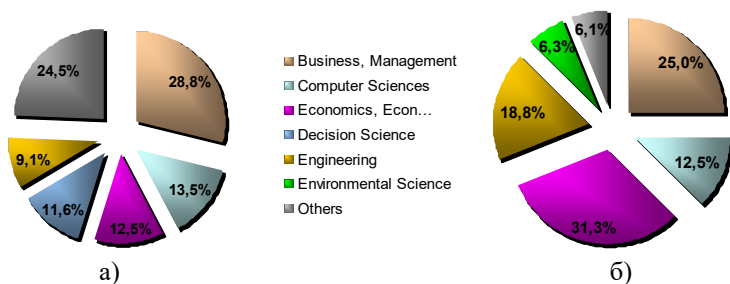 24,5%
28,8%
9,1%
11,6%
12,5%
13,5%
а)
Business, Management
Computer Sciences
Economics, Econ…
Decision Science
Engineering
Environmental Science
Others
6,1%
6,3%
25,0%
18,8%
12,5%
31,3%
б)